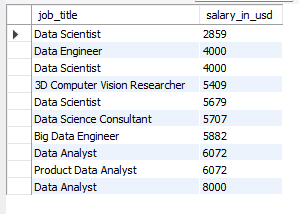 job_title salary_in_usd
Data Scientist 2859
Data Engineer 4000
Data Scientist 4000
3D Computer Vision Researcher 5409
Data Scientist 5679
Data Science Consultant 5707
Big Data Engineer 5882
Data Analyst 6072
Product Data Analyst 6072
Data Analyst 8000